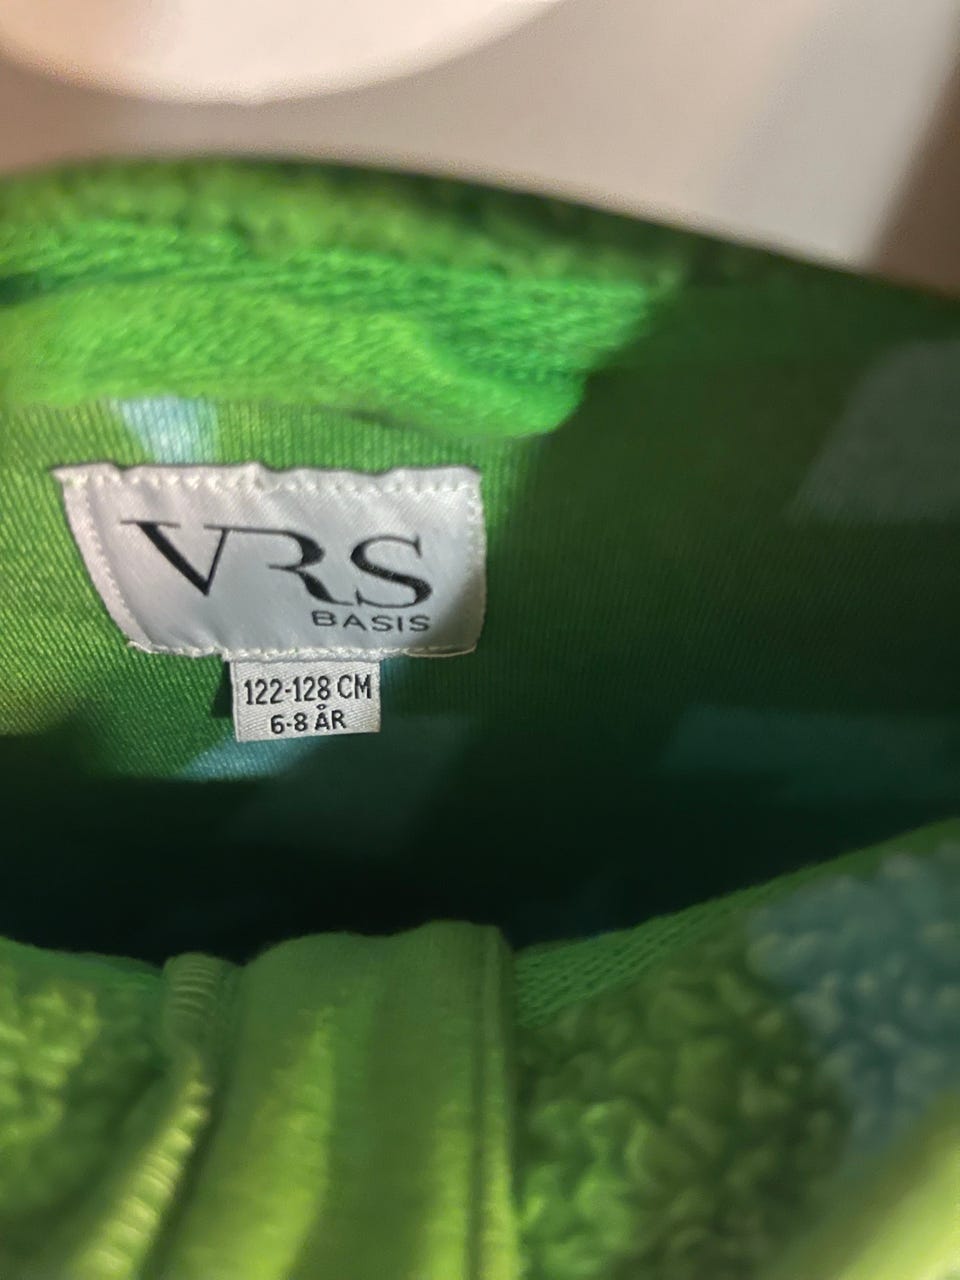 VRS
BASIS
122-128 CM
6-8 ÅR